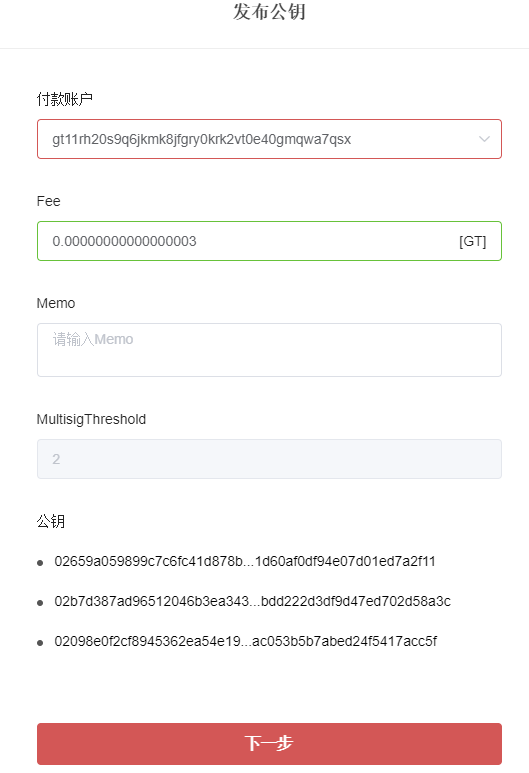 发布公钥
付款账户
gt11rh20s9q6jkmk8jfgry0krk2vt0e40gmqwa7qsx
Fee
0.00000000000000003 [GT]
Memo
请输入Memo
MultisigThreshold
2
公钥
02659a059899c7c6fc41d878b...1d60af0df94e07d01ed7a2f11
02b7d387ad96512046b3ea343...bdd222d3df9d47ed702d58a3c
02098e0f2cf8945362ea54e19...ac053b5b7abed24f5417acc5f
下一步